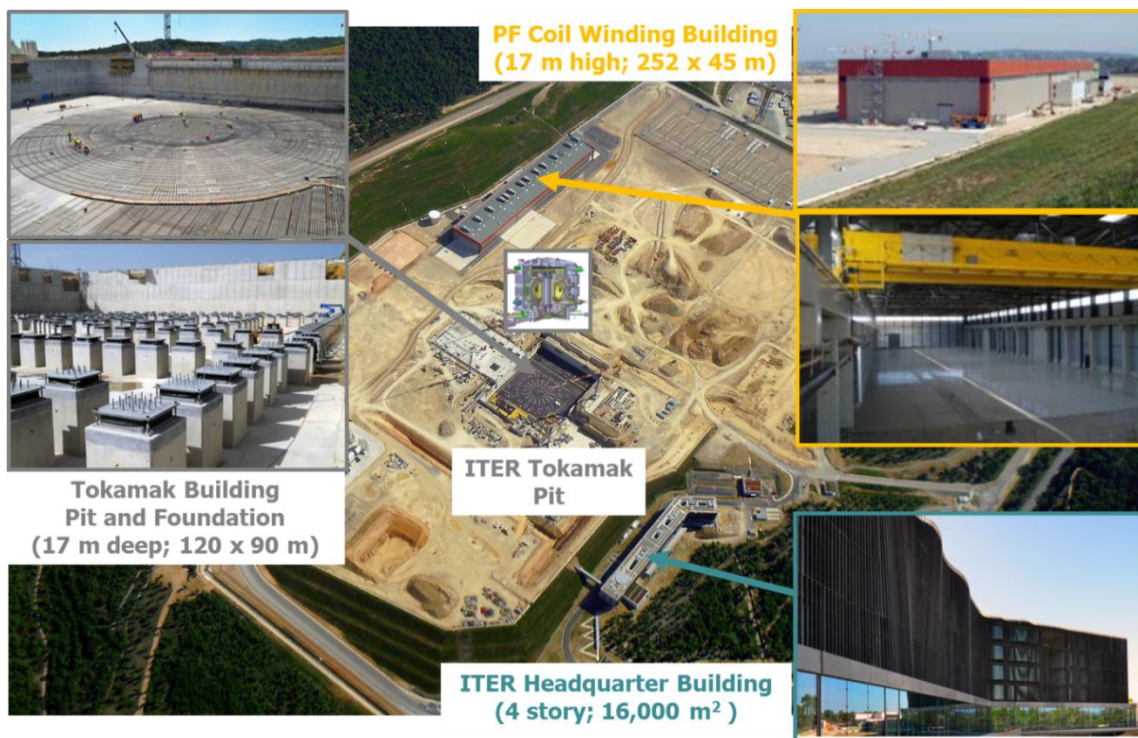 PF Coil Winding Building
(17 m high; 252 x 45 m)
ITER Tokamak
Pit
Tokamak Building
Pit and Foundation
(17 m deep; 120 x 90 m)
ITER Headquarter Building
(4 story; 16,000 m² )